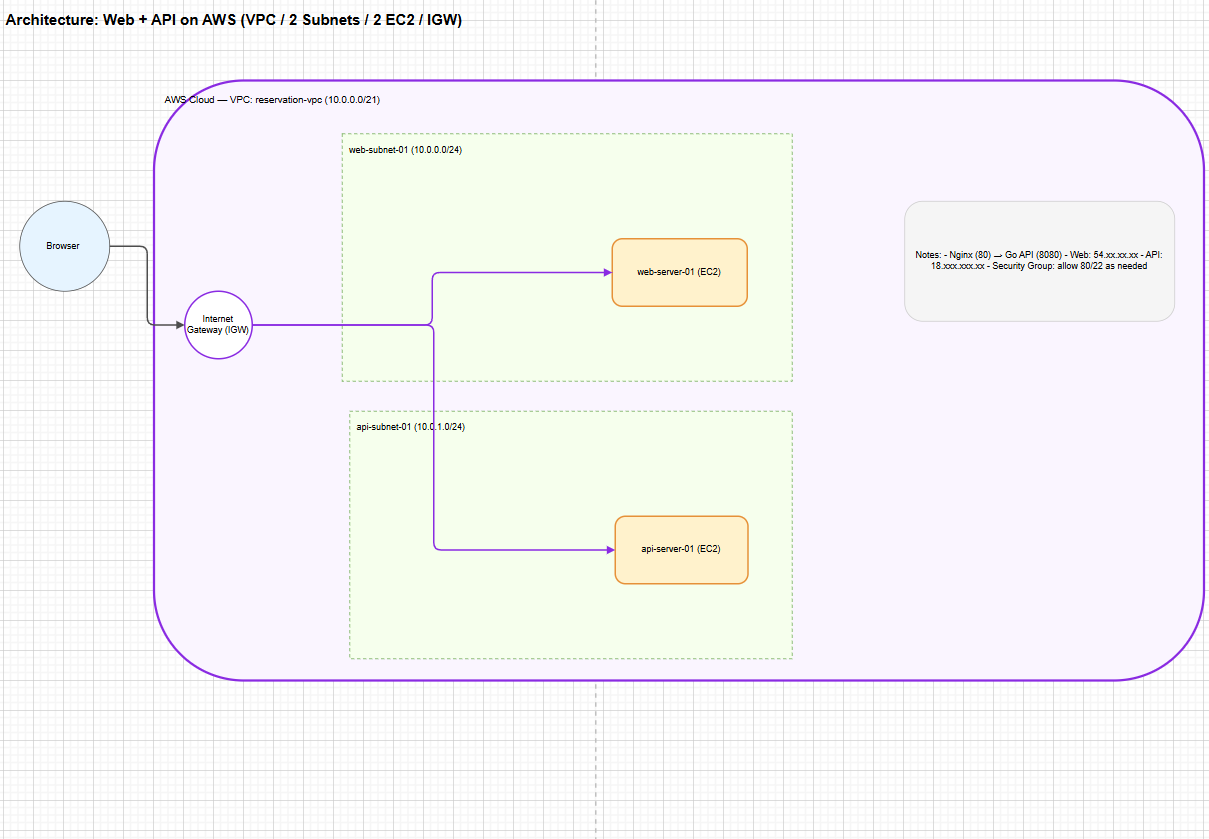 Architecture: Web + API on AWS (VPC / 2 Subnets / 2 EC2 / IGW)
AWS Cloud — VPC: reservation-vpc (10.0.0.0/21)
web-subnet-01 (10.0.0.0/24)
Browser
web-server-01 (EC2)
Notes: - Nginx (80) → Go API (8080) - Web: 54.xx.xx.xx - API:
18.xxx.xxx.xx - Security Group: allow 80/22 as needed
Internet
Gateway (IGW)
api-subnet-01 (10.0.1.0/24)
api-server-01 (EC2)